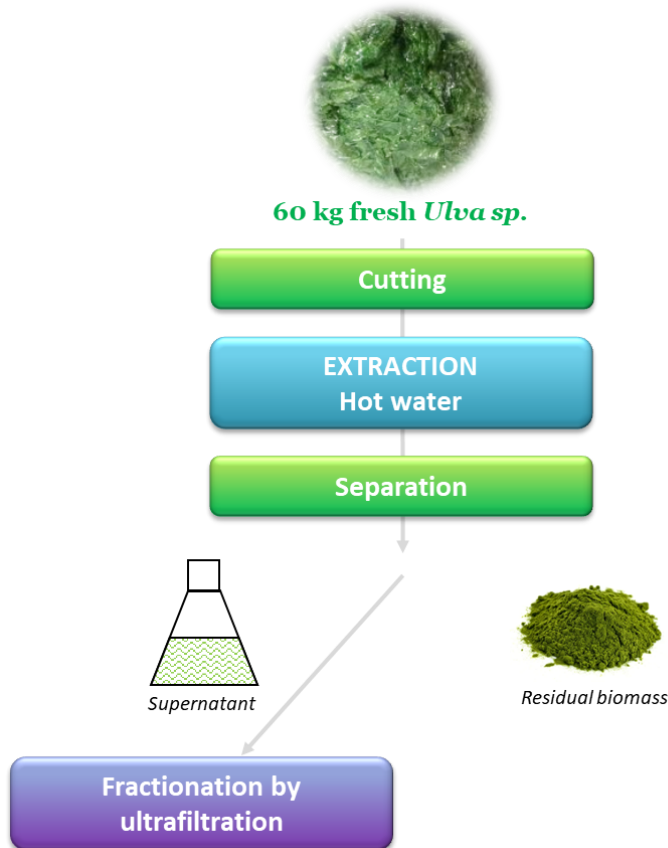 60 kg fresh Ulva sp.
Cutting
EXTRACTION
Hot water
Separation
Supernatant
Residual biomass
Fractionation by
ultrafiltration